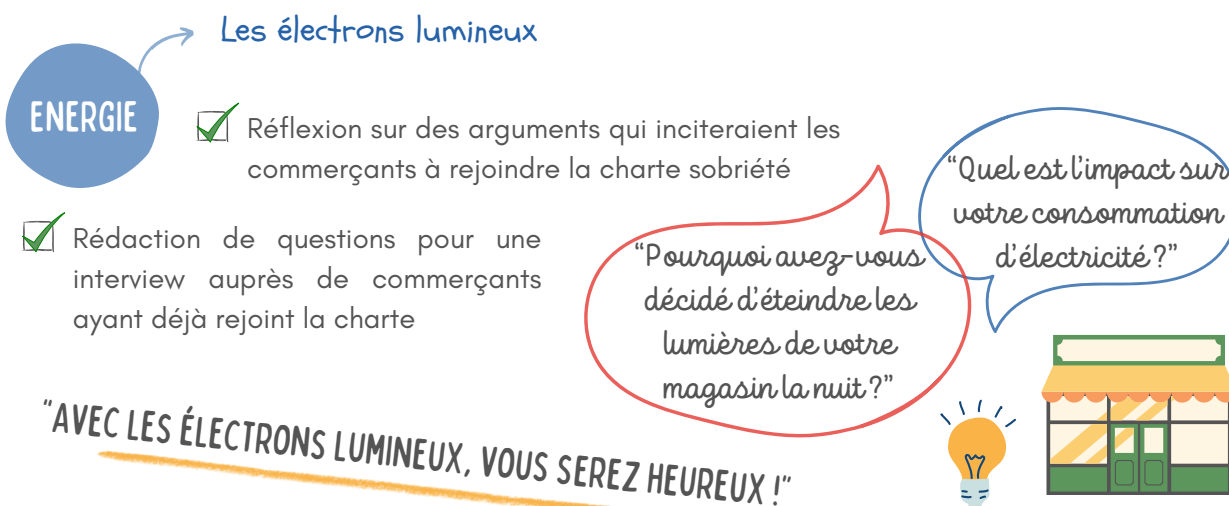 Les électrons lumineux
ENERGIE
Réflexion sur des arguments qui inciteraient les
commerçants à rejoindre la charte sobriété
Rédaction de questions pour une
interview auprès de commerçants
ayant déjà rejoint la charte
“Pourquoi avez-vous
décidé d’éteindre les
lumières de votre
magasin la nuit ?”
“Quel est l’impact sur
votre consommation
d’électricité ?”
“AVEC LES ÉLECTRONS LUMINEUX, VOUS SEREZ HEUREUX !”